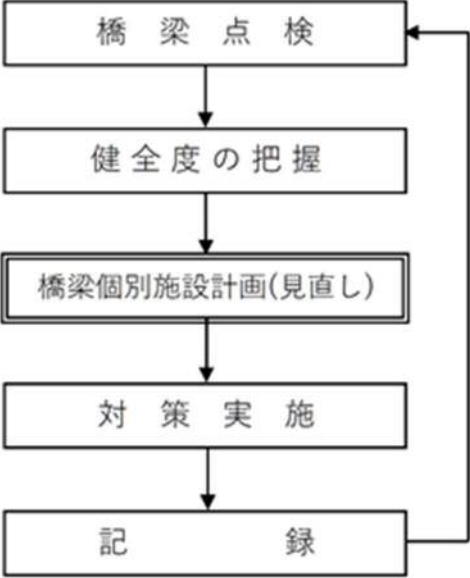 橋梁点検
健全度の把握
橋梁個別施設計画(見直し)
対策実施
記録